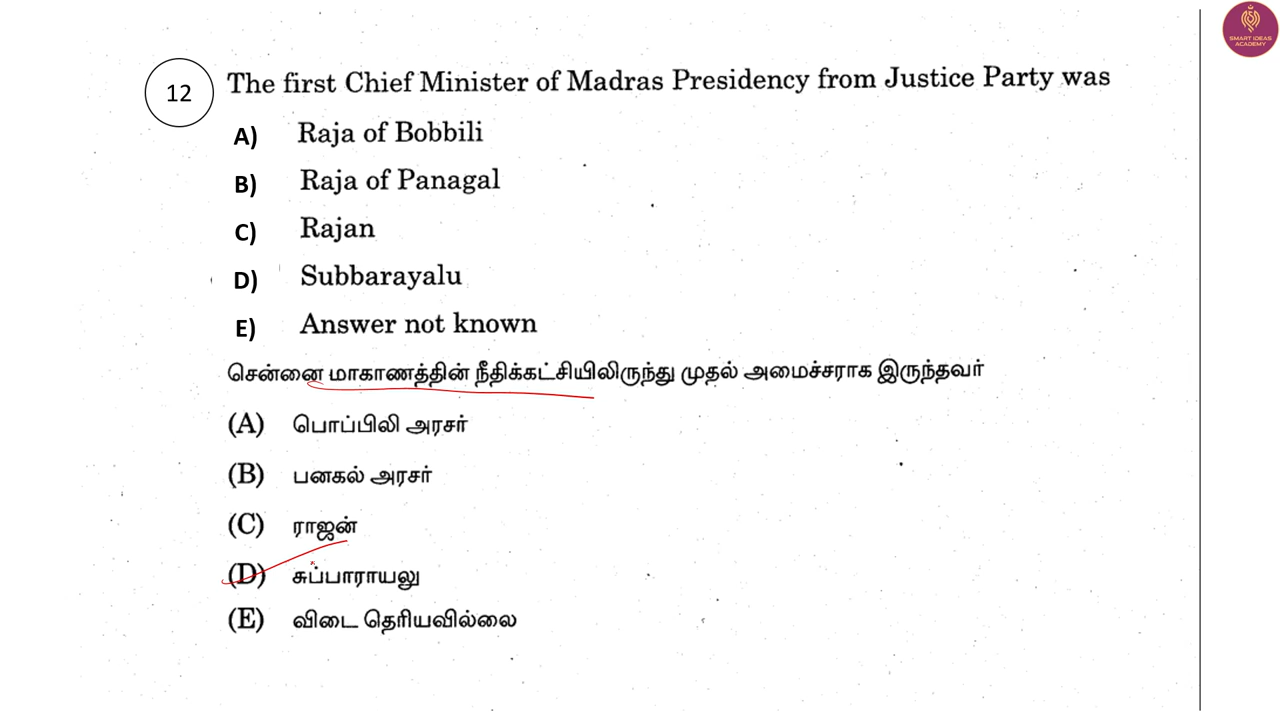 SMART IDEAS
ACADEMY
12 The first Chief Minister of Madras Presidency from Justice Party was
A) Raja of Bobbili
B) Raja of Panagal
C) Rajan
D) Subbarayalu
E) Answer not known
சென்னை மாகாணத்தின் நீதிக்கட்சியிலிருந்து முதல் அமைச்சராக இருந்தவர்
(A) பொப்பிலி அரசர்
(B) பனகல் அரசர்
(C) ராஜன்
(D) சுப்பாராயலு
(E) விடை தெரியவில்லை